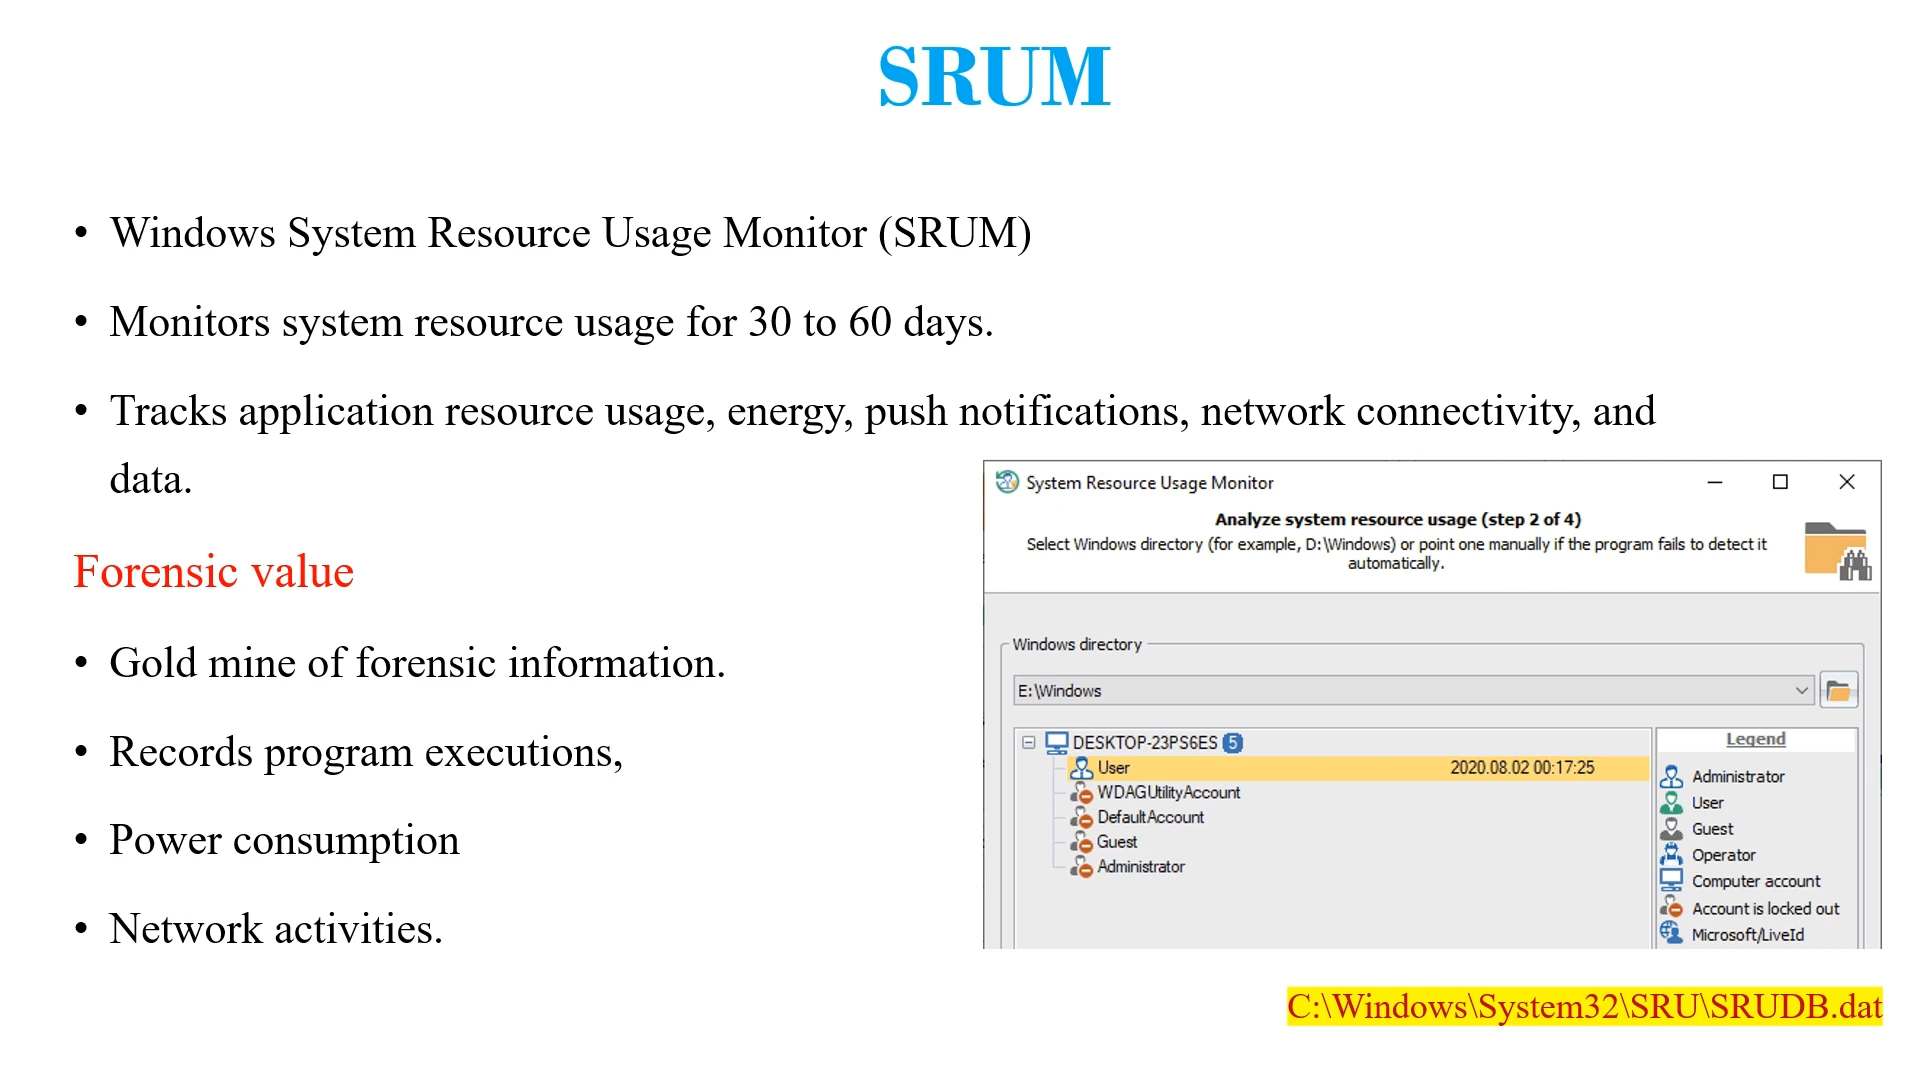 SRUM
• Windows System Resource Usage Monitor (SRUM)
• Monitors system resource usage for 30 to 60 days.
• Tracks application resource usage, energy, push notifications, network connectivity, and
data.
Forensic value
• Gold mine of forensic information.
• Records program executions,
• Power consumption
• Network activities.
System Resource Usage Monitor
Analyze system resource usage (step 2 of 4)
Select Windows directory (for example, D:\Windows) or point one manually if the program fails to detect it
automatically.
Windows directory
E:\Windows
DESKTOP-23PS6ES 5
User 2020.08.02 00:17:25
WDAGUtilityAccount
DefaultAccount
Guest
Administrator
Legend
Administrator
User
Guest
Operator
Computer account
Account is locked out
Microsoft/LiveId
C:\Windows\System32\SRU\SRUDB.dat